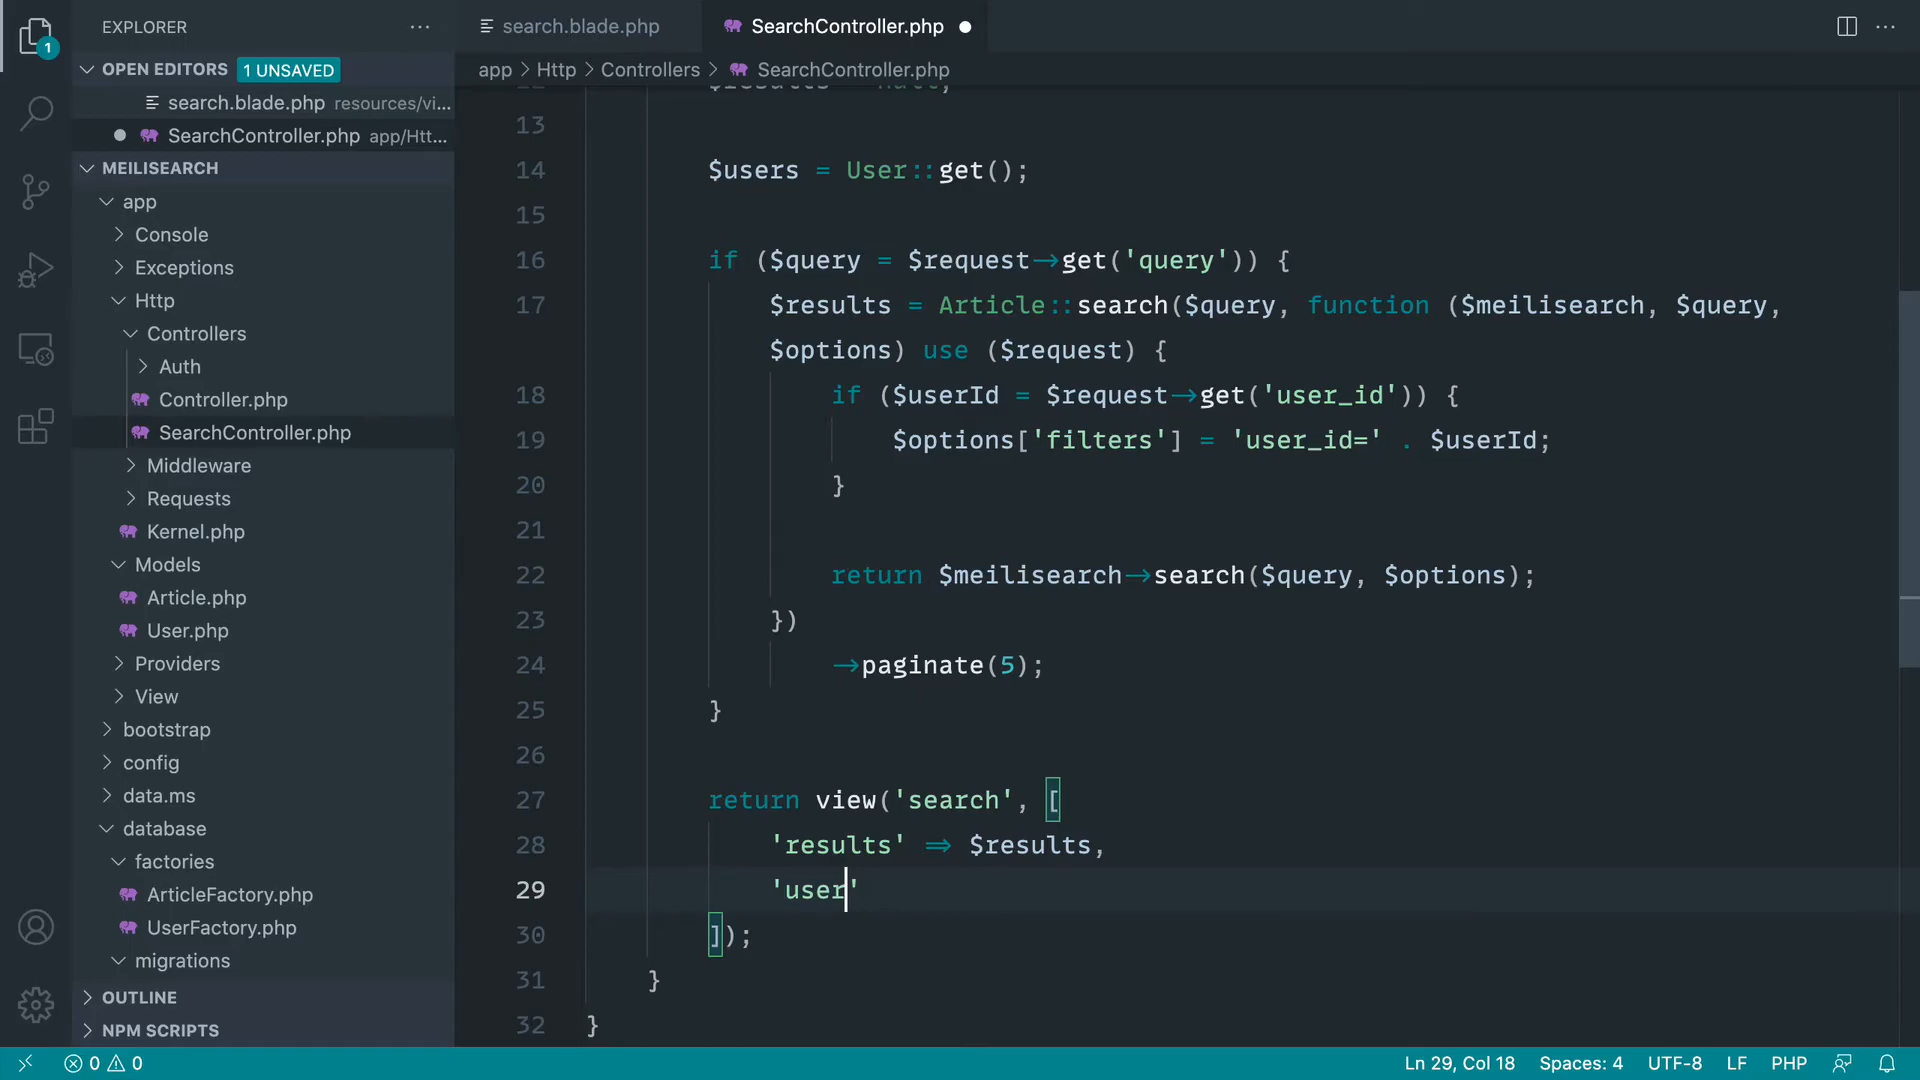 EXPLORER
OPEN EDITORS 1 UNSAVED
search.blade.php resources/vi...
SearchController.php app/Htt...
MEILISEARCH
app
Console
Exceptions
Http
Controllers
Auth
Controller.php
SearchController.php
Middleware
Requests
Kernel.php
Models
Article.php
User.php
Providers
View
bootstrap
config
data.ms
database
factories
ArticleFactory.php
UserFactory.php
migrations
OUTLINE
NPM SCRIPTS
1
search.blade.php SearchController.php
app > Http > Controllers > SearchController.php
12 $results = null;
13
14 $users = User::get();
15
16 if ($query = $request->get('query')) {
17 $results = Article::search($query, function ($meilisearch, $query,
$options) use ($request) {
18 if ($userId = $request->get('user_id')) {
19 $options['filters'] = 'user_id=' . $userId;
20 }
21
22 return $meilisearch->search($query, $options);
23 })
24 ->paginate(5);
25 }
26
27 return view('search', [
28 'results' => $results,
29 'user'
30 ]);
31 }
32 }
0 0 Ln 29, Col 18 Spaces: 4 UTF-8 LF PHP